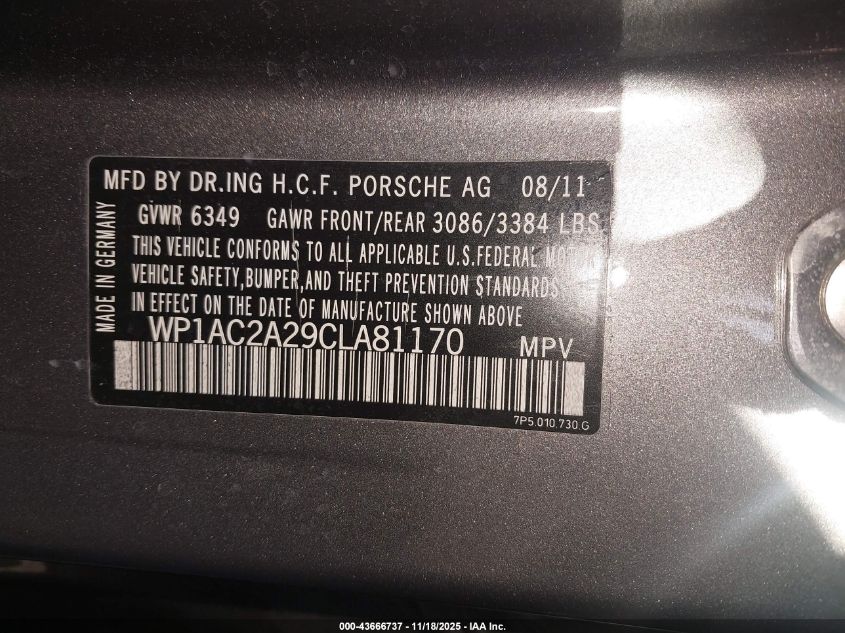 MFD BY DR.ING H.C.F. PORSCHE AG 08/11
GVWR 6349 GAWR FRONT/REAR 3086/3384 LBS
THIS VEHICLE CONFORMS TO ALL APPLICABLE U.S.FEDERAL MOTOR
VEHICLE SAFETY,BUMPER,AND THEFT PREVENTION STANDARDS
IN EFFECT ON THE DATE OF MANUFACTURE SHOWN ABOVE
WP1AC2A29CLA81170 MPV
MADE IN GERMANY
7P5.010.730.G
000-43666737 - 11/18/2025 - IAA Inc.